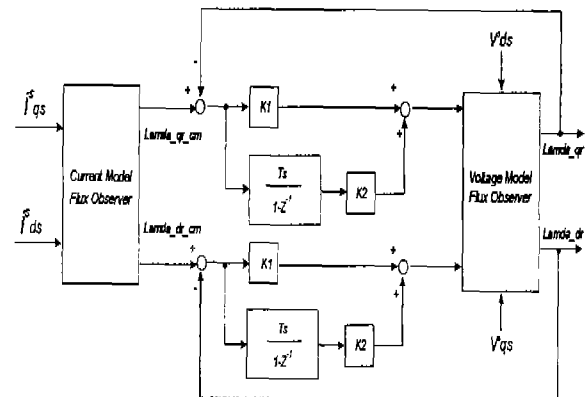 V^s ds
-
+
K1
+
+
i^s qs
Lamda_qr_cm
Lamda_qr
Current Model
Flux Observer
Ts
1-Z^-1
K2
Voltage Model
Flux Observer
i^s ds
Lamda_dr_cm
+
K1
+
Lamda_dr
-
+
Ts
1-Z^-1
K2
V^s qs